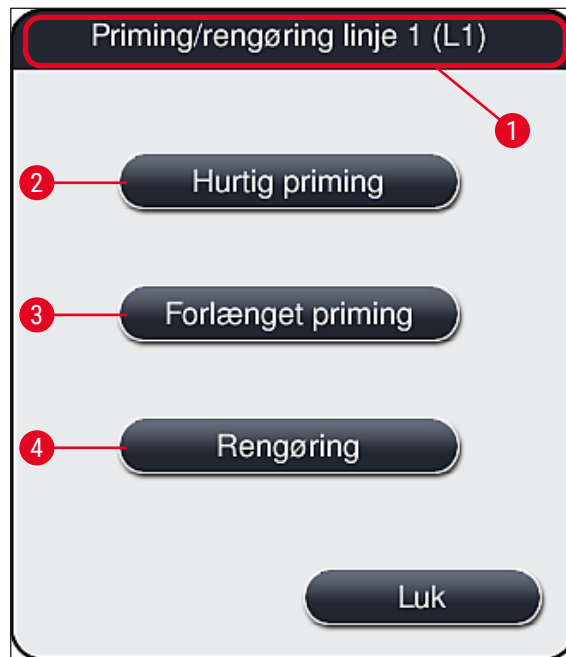 Priming/rengøring linje 1 (L1)
1
2
Hurtig priming
3
Forlænget priming
4
Rengøring
Luk